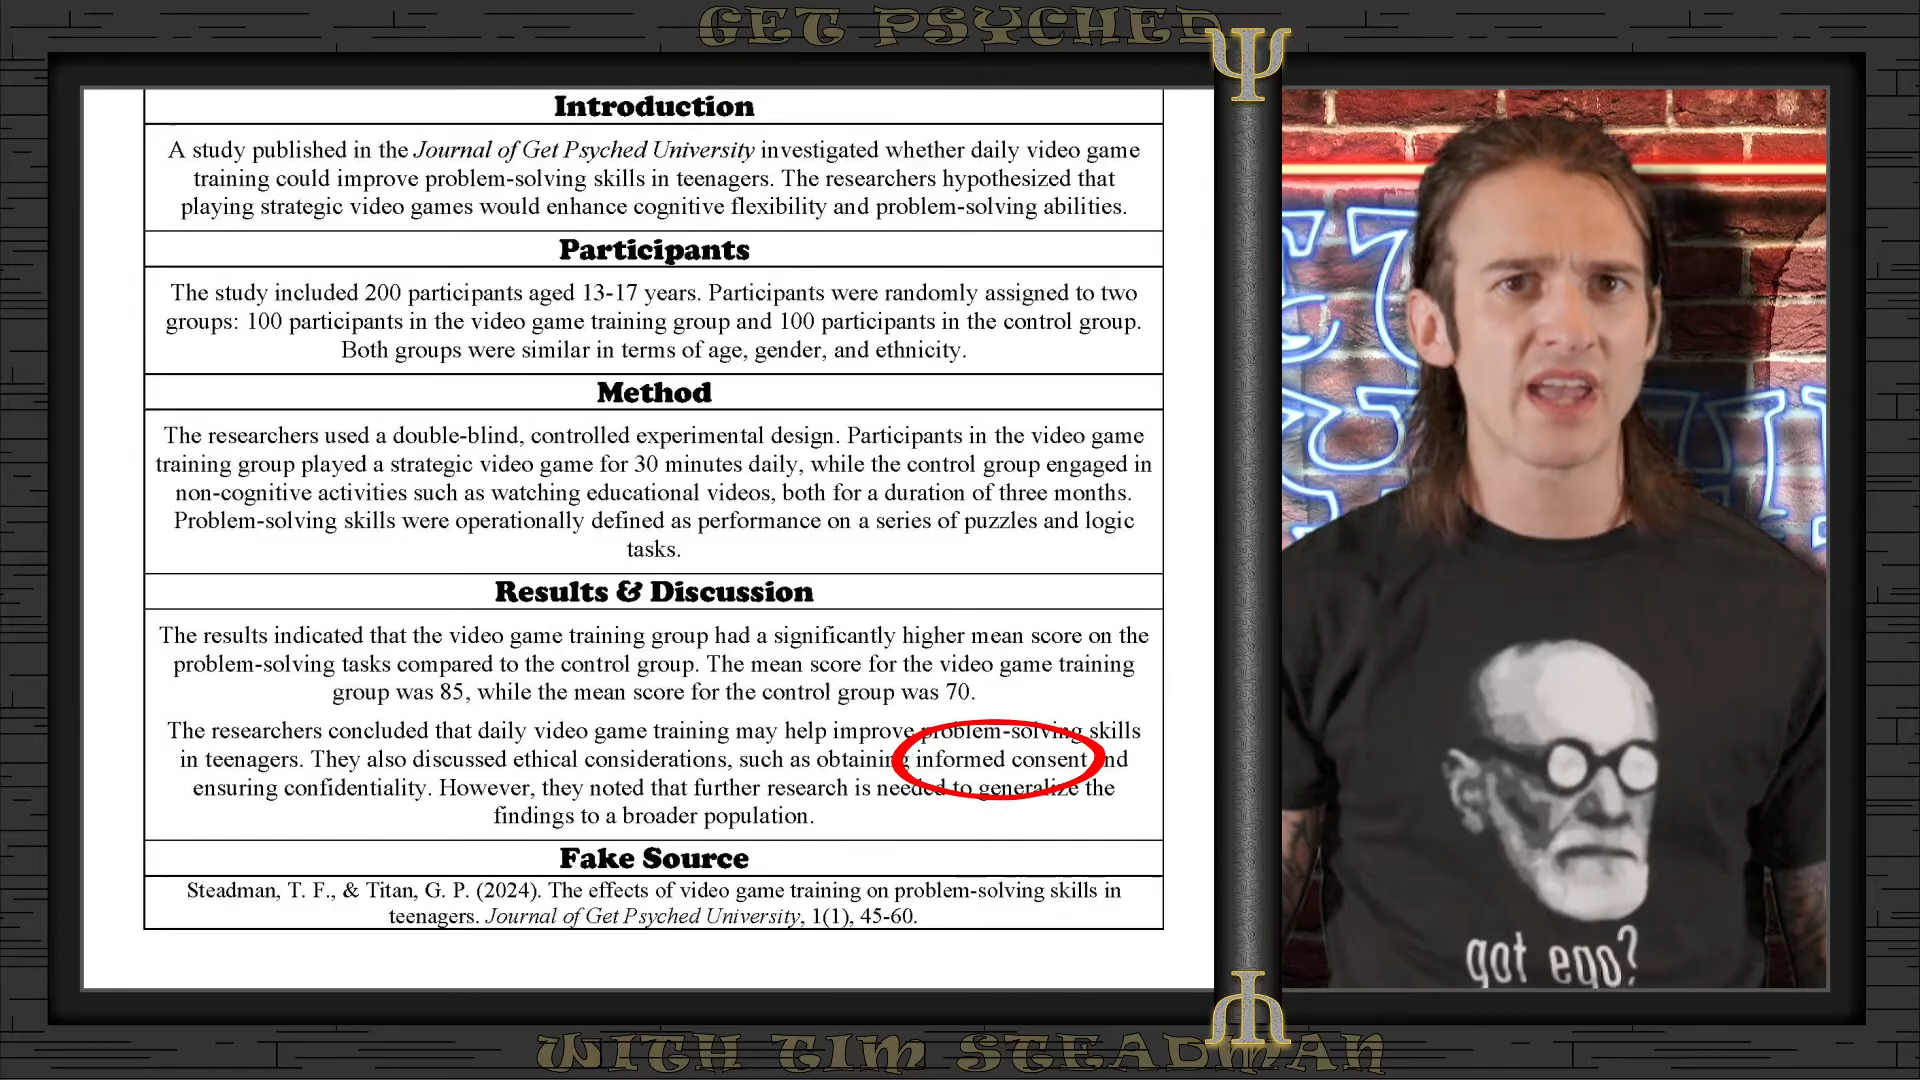 GET PSYCHED
Introduction
A study published in the Journal of Get Psyched University investigated whether daily video game
training could improve problem-solving skills in teenagers. The researchers hypothesized that
playing strategic video games would enhance cognitive flexibility and problem-solving abilities.
Participants
The study included 200 participants aged 13-17 years. Participants were randomly assigned to two
groups: 100 participants in the video game training group and 100 participants in the control group.
Both groups were similar in terms of age, gender, and ethnicity.
Method
The researchers used a double-blind, controlled experimental design. Participants in the video game
training group played a strategic video game for 30 minutes daily, while the control group engaged in
non-cognitive activities such as watching educational videos, both for a duration of three months.
Problem-solving skills were operationally defined as performance on a series of puzzles and logic
tasks.
Results & Discussion
The results indicated that the video game training group had a significantly higher mean score on the
problem-solving tasks compared to the control group. The mean score for the video game training
group was 85, while the mean score for the control group was 70.
The researchers concluded that daily video game training may help improve problem-solving skills
in teenagers. They also discussed ethical considerations, such as obtaining informed consent and
ensuring confidentiality. However, they noted that further research is needed to generalize the
findings to a broader population.
Fake Source
Steadman, T. F., & Titan, G. P. (2024). The effects of video game training on problem-solving skills in
teenagers. Journal of Get Psyched University, 1(1), 45-60.
got ego?
WITH TIM STEADMAN